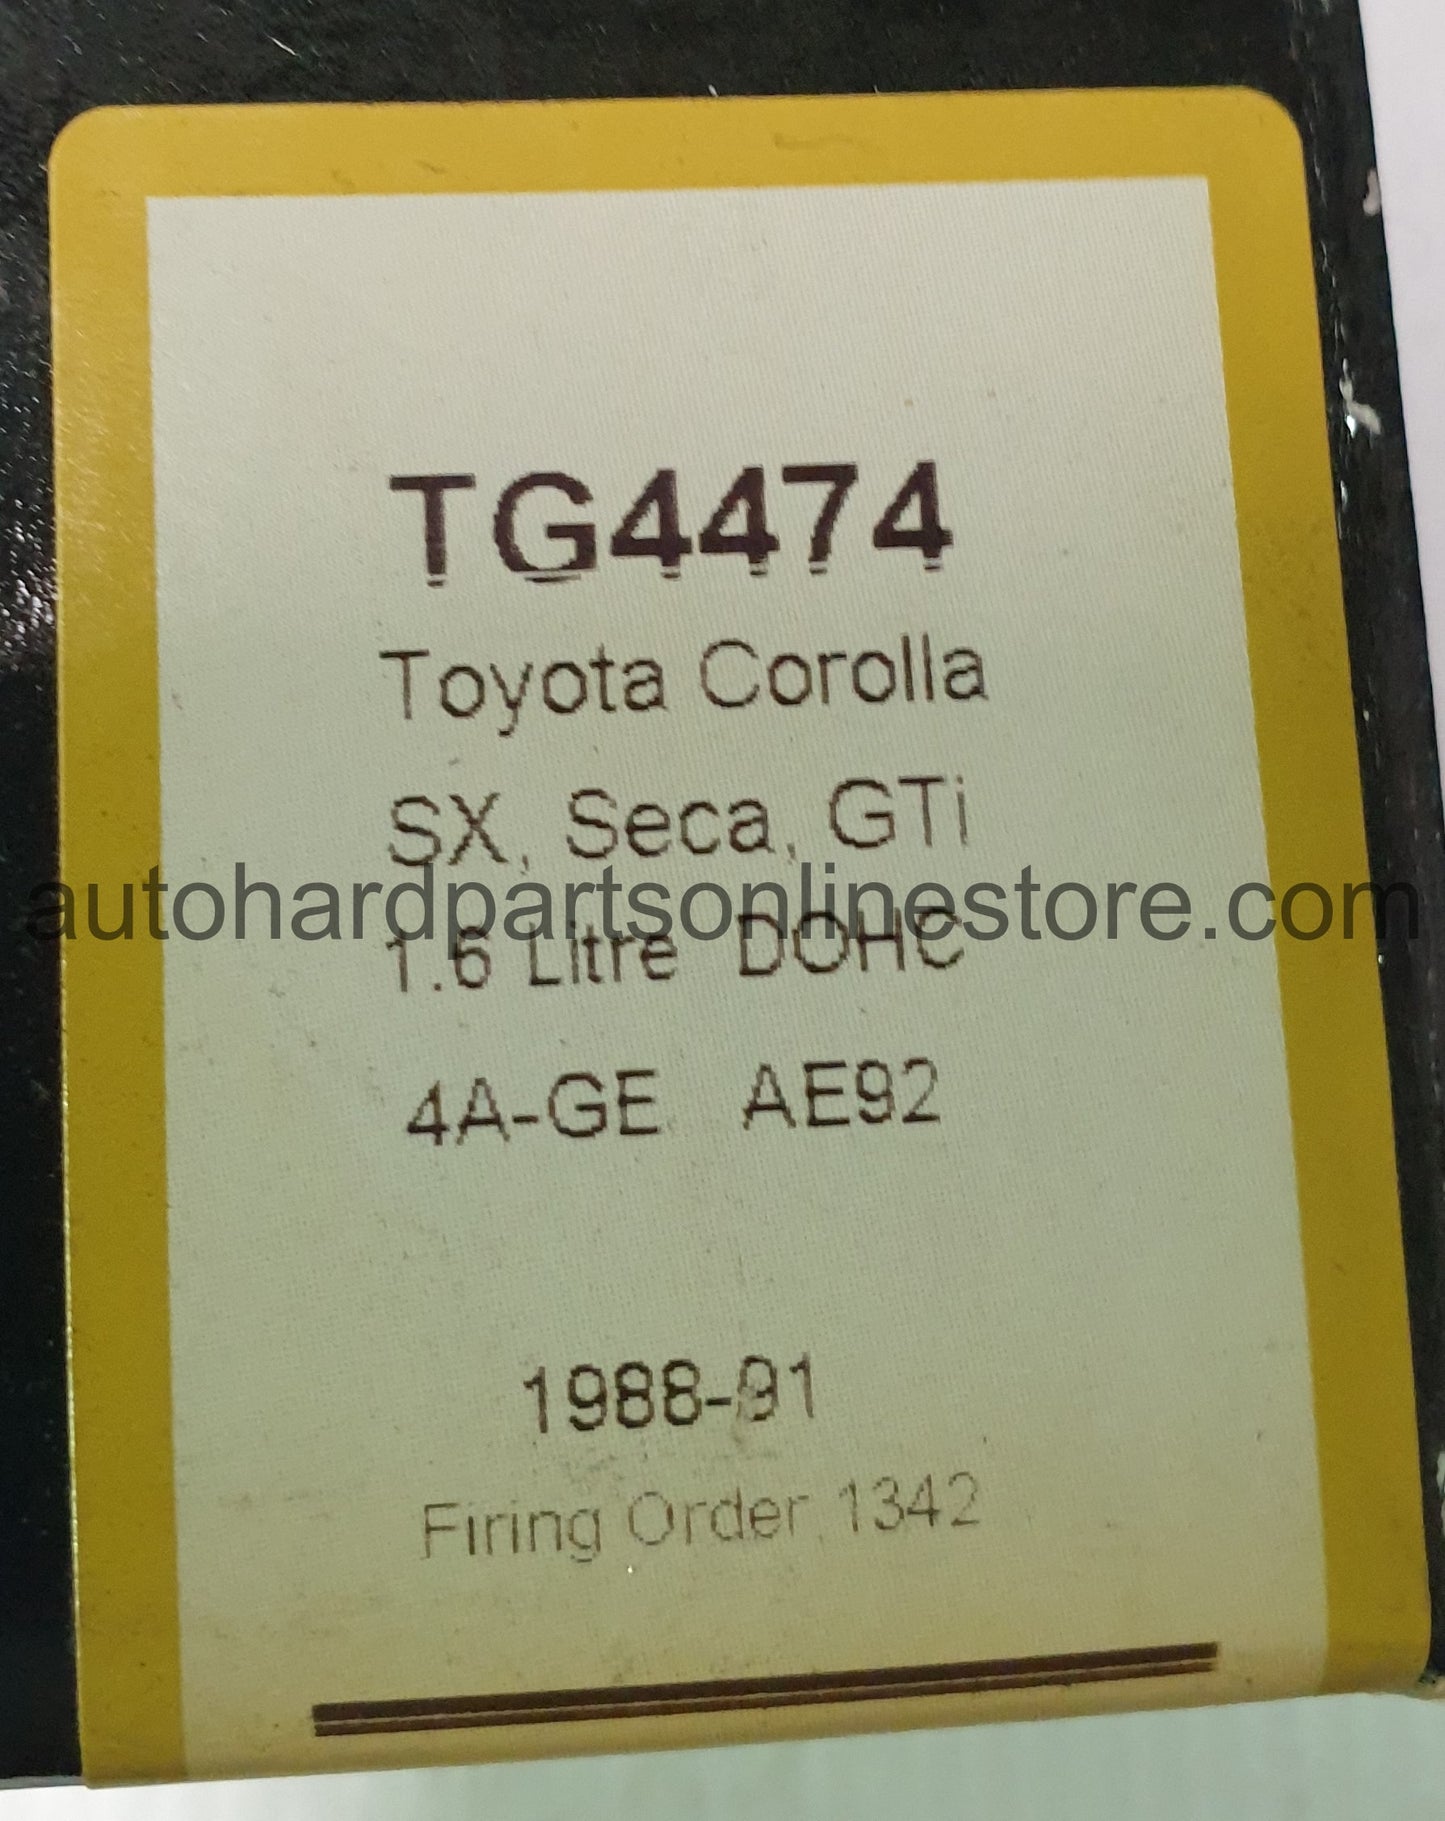 TG4474
Toyota Corolla
SX, Seca, GTi
autohardpartsonlinestore.com
1.6 Litre DOHC
4A-GE AE92
1988-91
Firing Order 1342